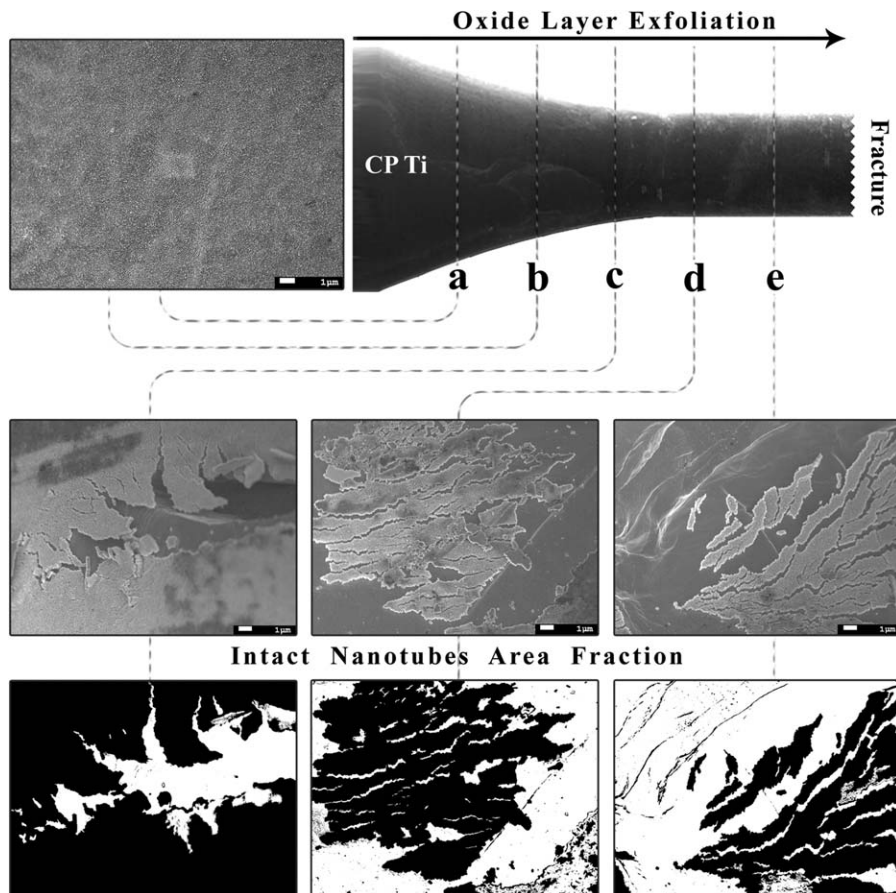 Oxide Layer Exfoliation
CP Ti
Fracture
1µm
a b c d e
1µm
1µm
1µm
Intact Nanotubes Area Fraction